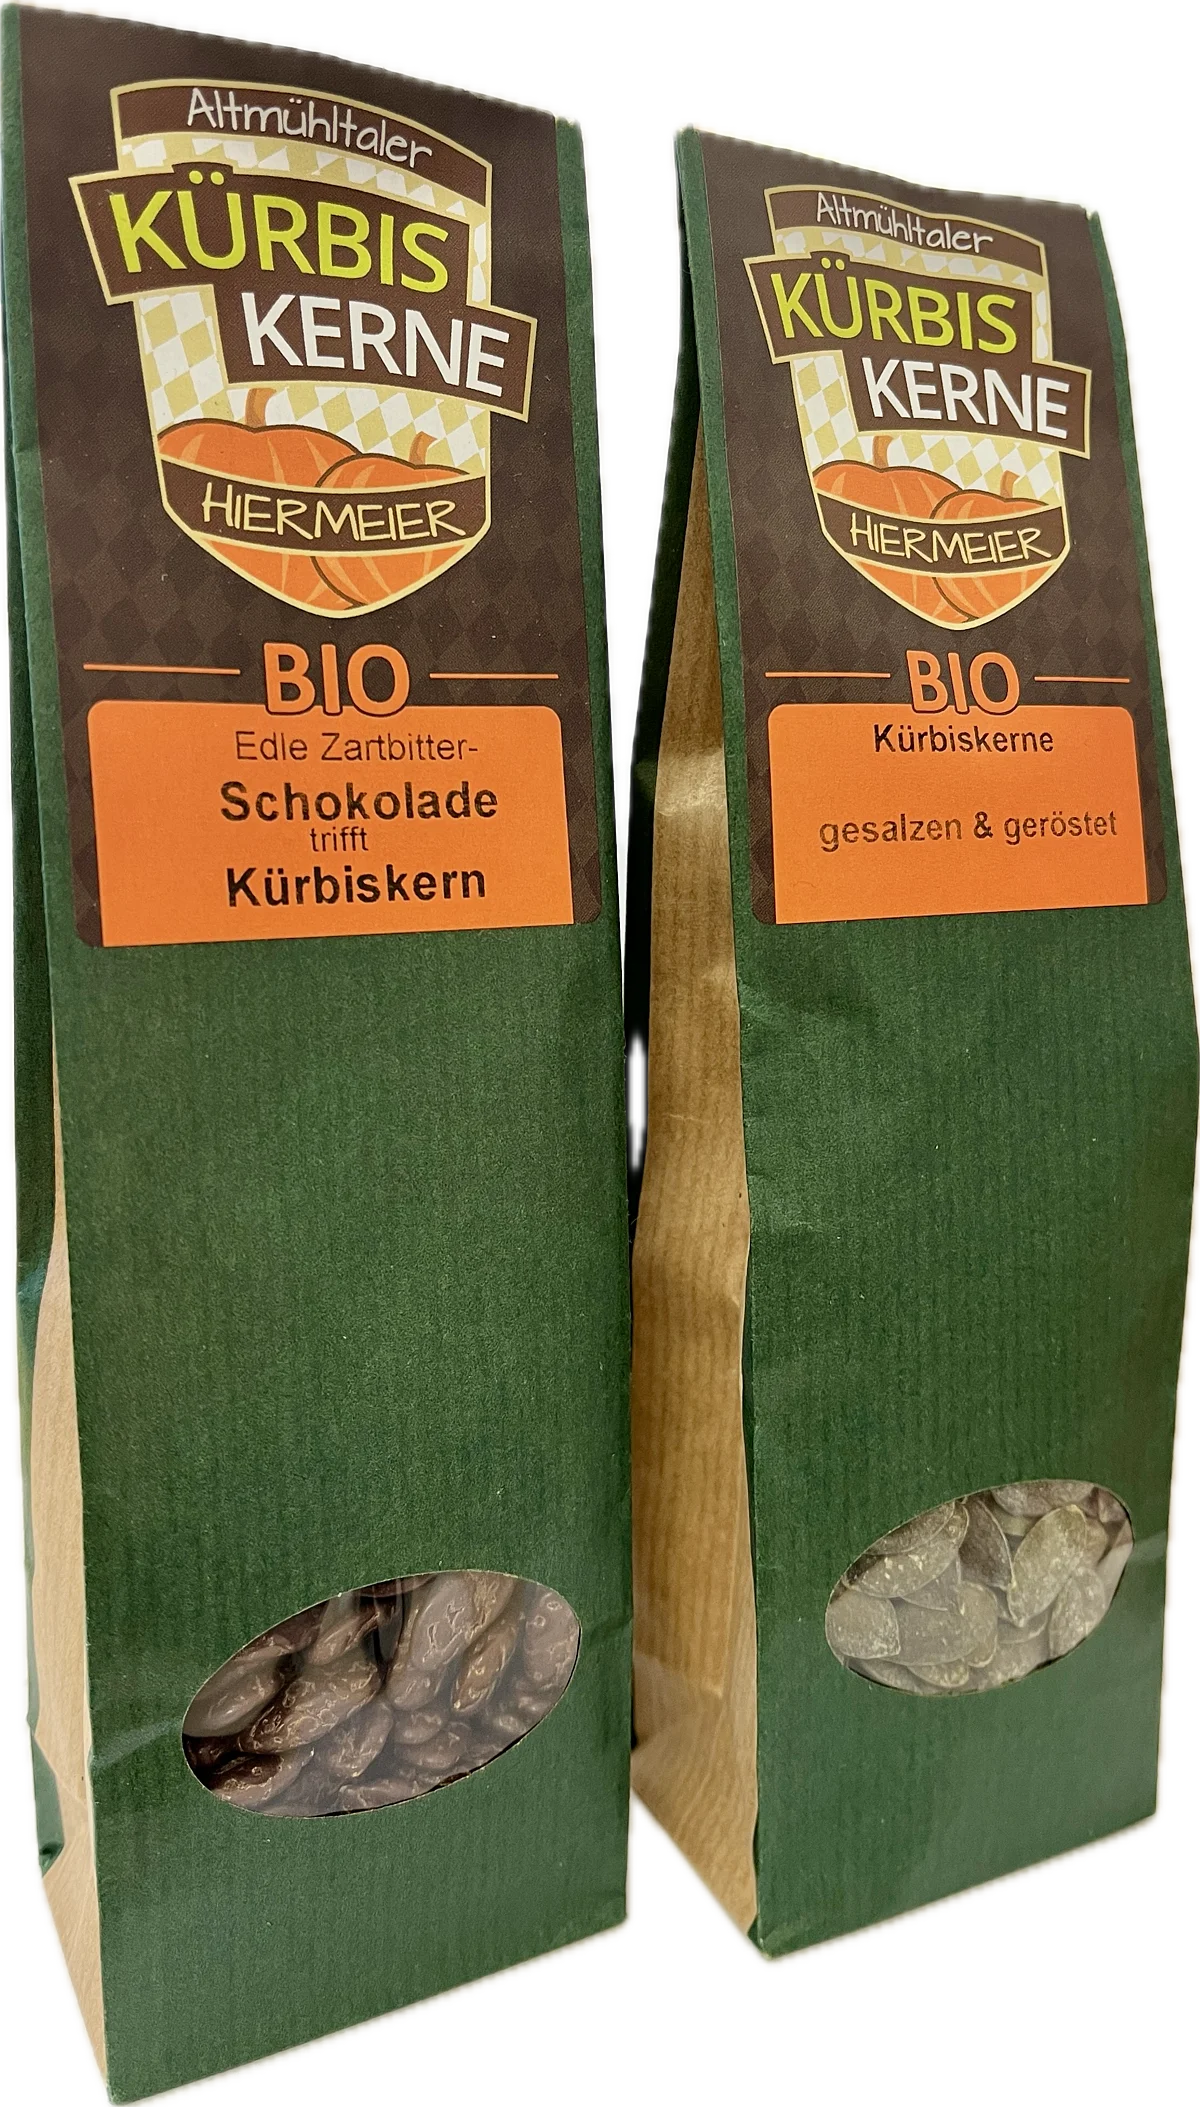 Altmühltaler
KÜRBIS
KERNE
HIERMEIER
BIO
Edle Zartbitter-
Schokolade
trifft
Kürbiskern
Altmühltaler
KÜRBIS
KERNE
HIERMEIER
BIO
Kürbiskerne
gesalzen & geröstet